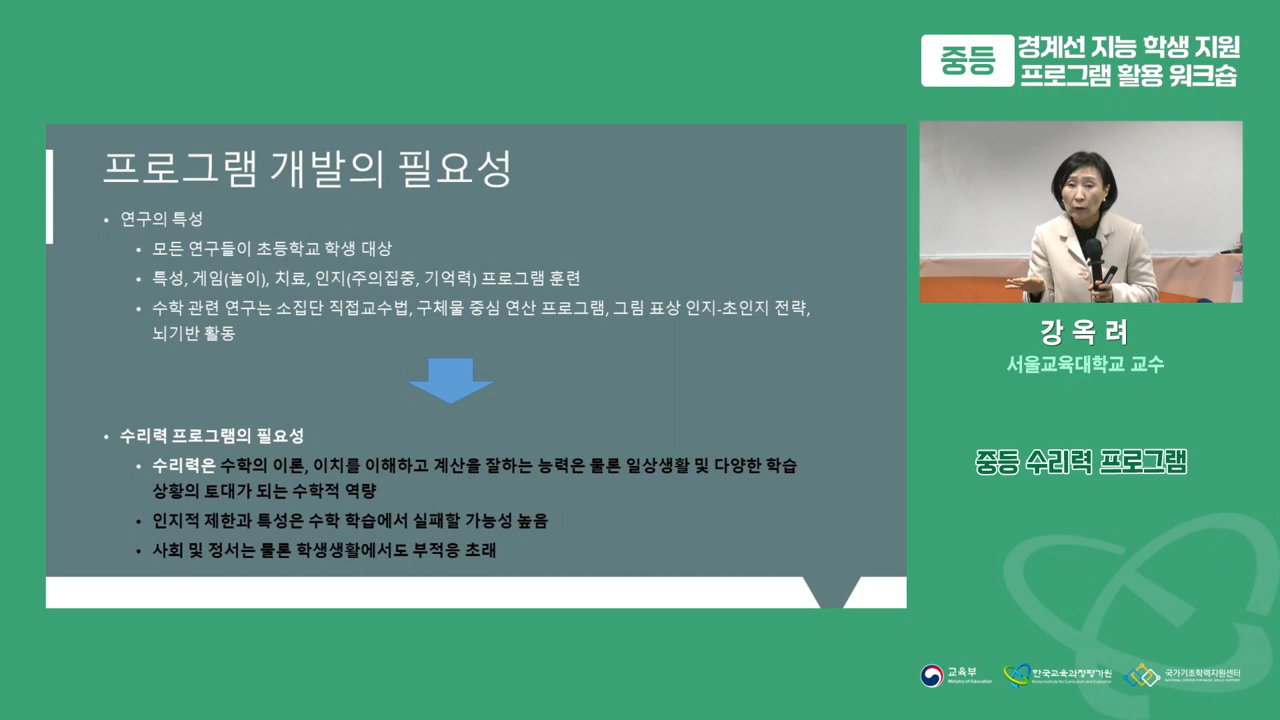 중등
경계선 지능 학생 지원
프로그램 활용 워크숍
프로그램 개발의 필요성
• 연구의 특성
• 모든 연구들이 초등학교 학생 대상
• 특성, 게임(놀이), 치료, 인지(주의집중, 기억력) 프로그램 훈련
• 수학 관련 연구는 소집단 직접교수법, 구체물 중심 연산 프로그램, 그림 표상 인지-초인지 전략,
뇌기반 활동
• 수리력 프로그램의 필요성
• 수리력은 수학의 이론, 이치를 이해하고 계산을 잘하는 능력은 물론 일상생활 및 다양한 학습
상황의 토대가 되는 수학적 역량
• 인지적 제한과 특성은 수학 학습에서 실패할 가능성 높음
• 사회 및 정서는 물론 학생생활에서도 부적응 초래
강 옥 려
서울교육대학교 교수
중등 수리력 프로그램
교육부
Ministry of Education
한국교육과정평가원
Korea Institute for Curriculum and Evaluation
국가기초학력지원센터
NATIONAL CENTER FOR BASIC SKILLS SUPPORT